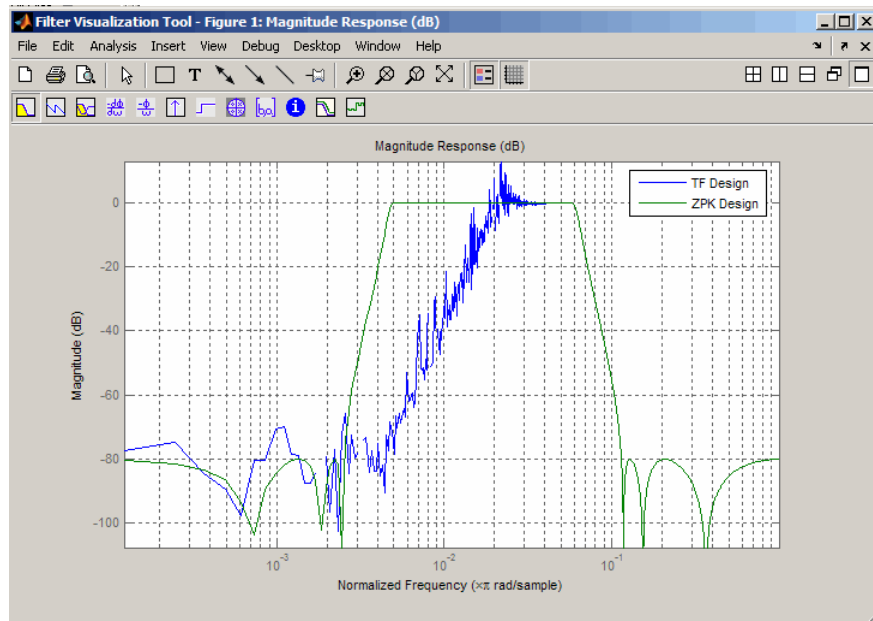 Filter Visualization Tool - Figure 1: Magnitude Response (dB)
File Edit Analysis Insert View Debug Desktop Window Help
T
Magnitude Response (dB)
TF Design
ZPK Design
0
-20
-40
-60
-80
-100
Magnitude (dB)
10^-3
10^-2
10^-1
Normalized Frequency (×π rad/sample)